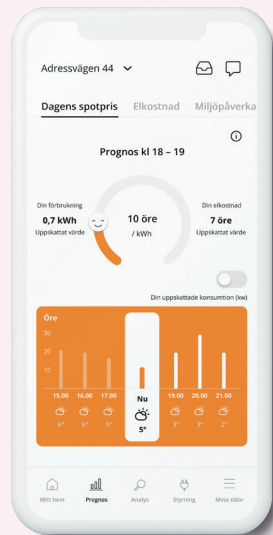 Adressvägen 44
Dagens spotpris Elkostnad Miljöpåverka
Prognos kl 18 – 19
Din förbrukning
0,7 kWh
Uppskattat värde
10 öre
/ kWh
Din elkostnad
7 öre
Uppskattat värde
Din uppskattade konsumtion (kw)
Öre
30
20
10
15.00 16.00 17.00 Nu 19.00 20.00 21.00
6° 6° 5° 5° 3° 3° 2°
Mitt hem Prognos Analys Styrning Mina sidor